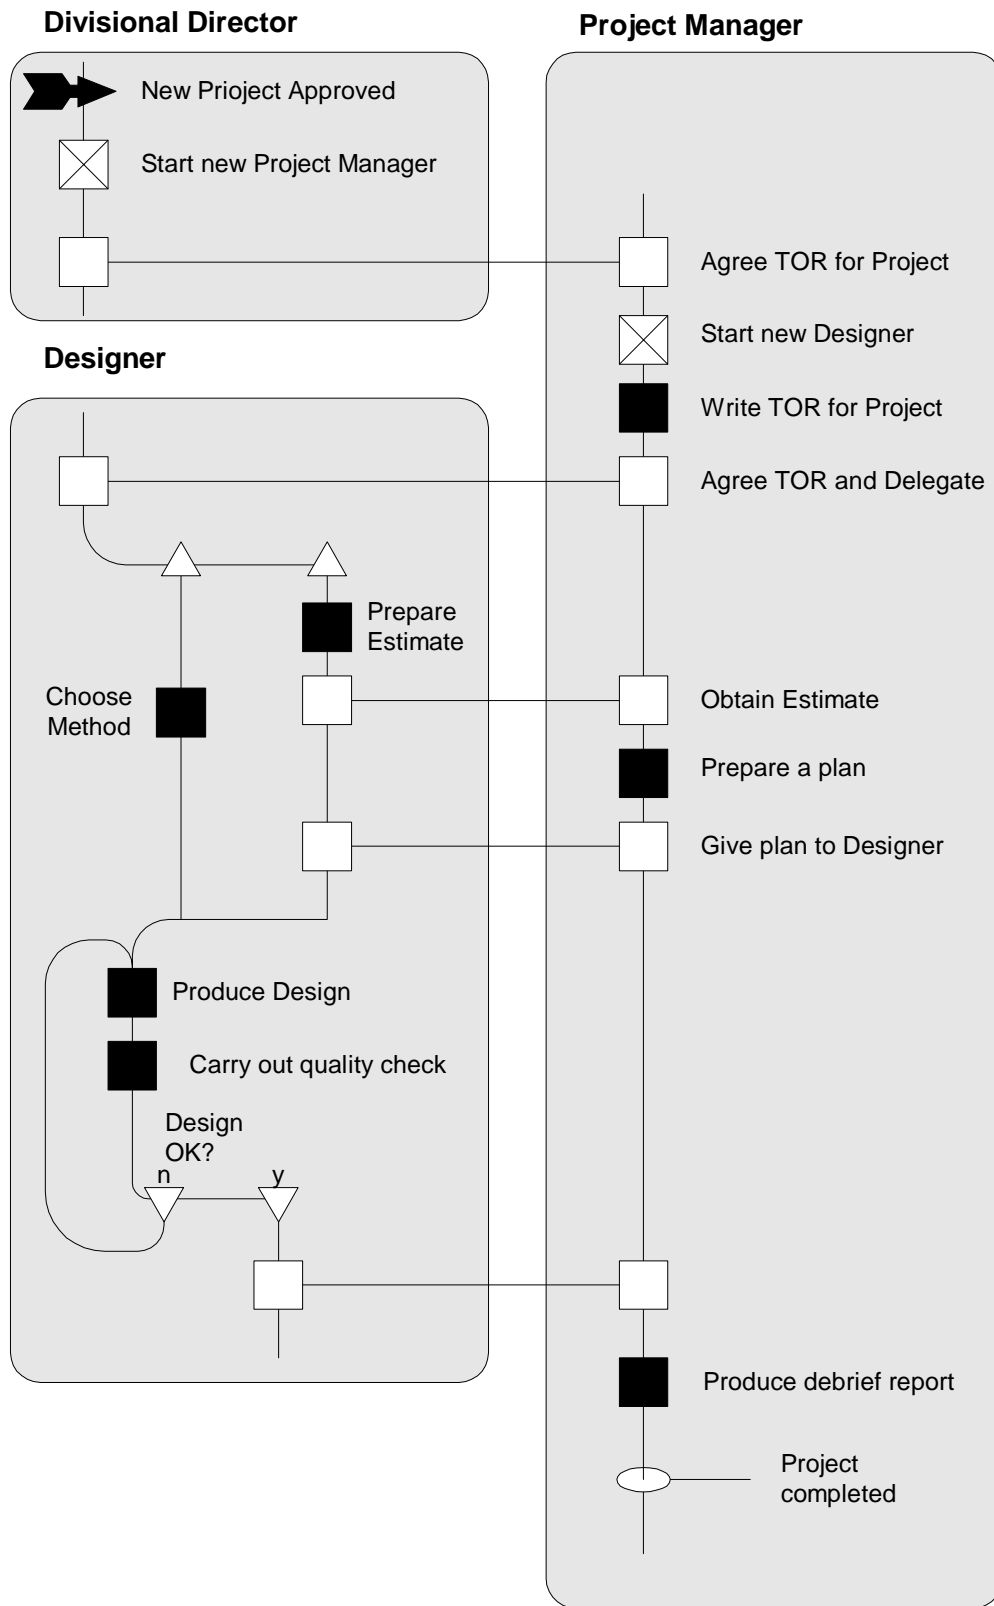 Divisional Director
New Prioject Approved
Start new Project Manager
Project Manager
Agree TOR for Project
Start new Designer
Write TOR for Project
Agree TOR and Delegate
Obtain Estimate
Prepare a plan
Give plan to Designer
Produce debrief report
Project
completed
Designer
Prepare
Estimate
Choose
Method
Produce Design
Carry out quality check
Design
OK?
n
y